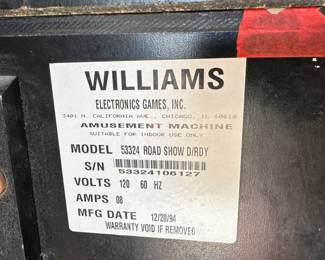 WILLIAMS
ELECTRONICS GAMES, INC.
3401 N. CALIFORNIA AVE., CHICAGO, IL 60618
AMUSEMENT MACHINE
SUITABLE FOR INDOOR USE ONLY
MODEL 53324 ROAD SHOW D/RDY
S/N 53324106127
VOLTS 120 60 HZ
AMPS 08
MFG DATE 12/20/94
WARRANTY VOID IF REMOVED